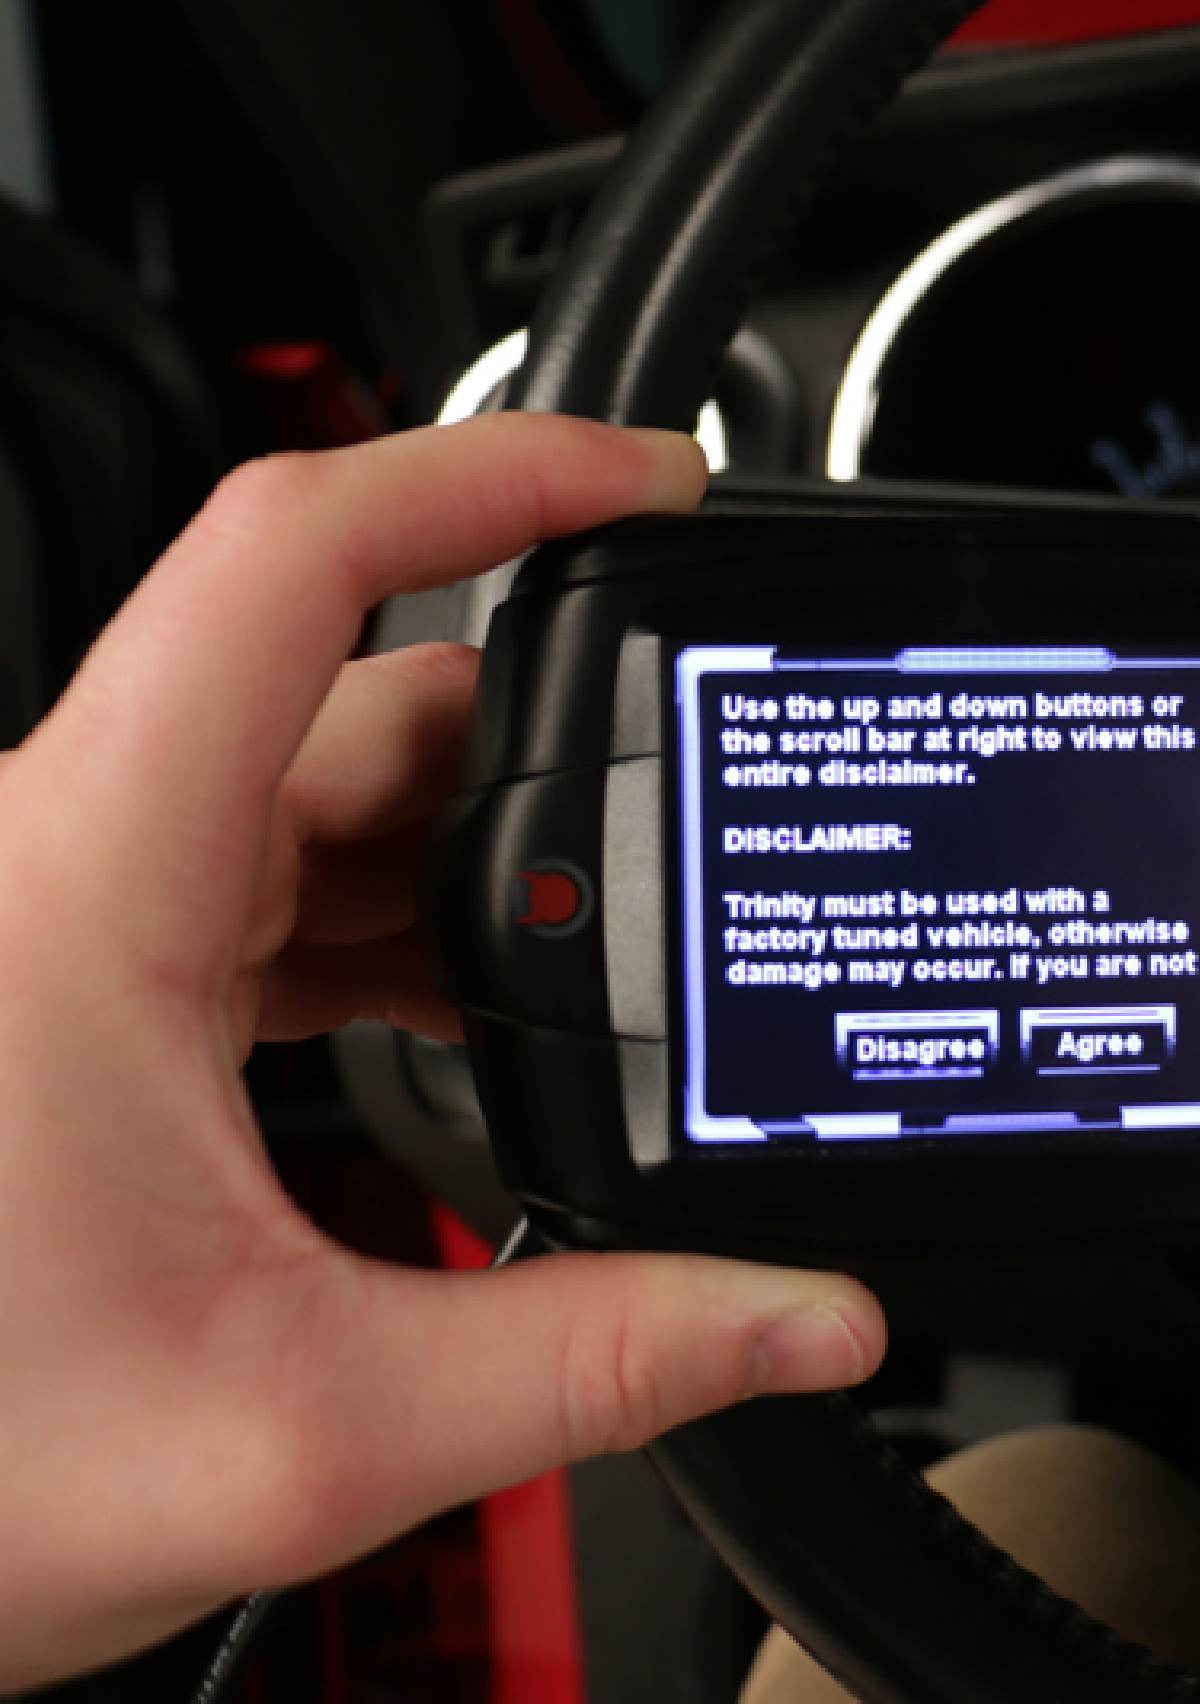 Use the up and down buttons or
the scroll bar at right to view this
entire disclaimer.
DISCLAIMER:
Trinity must be used with a
factory tuned vehicle, otherwise
damage may occur. If you are not
Disagree Agree